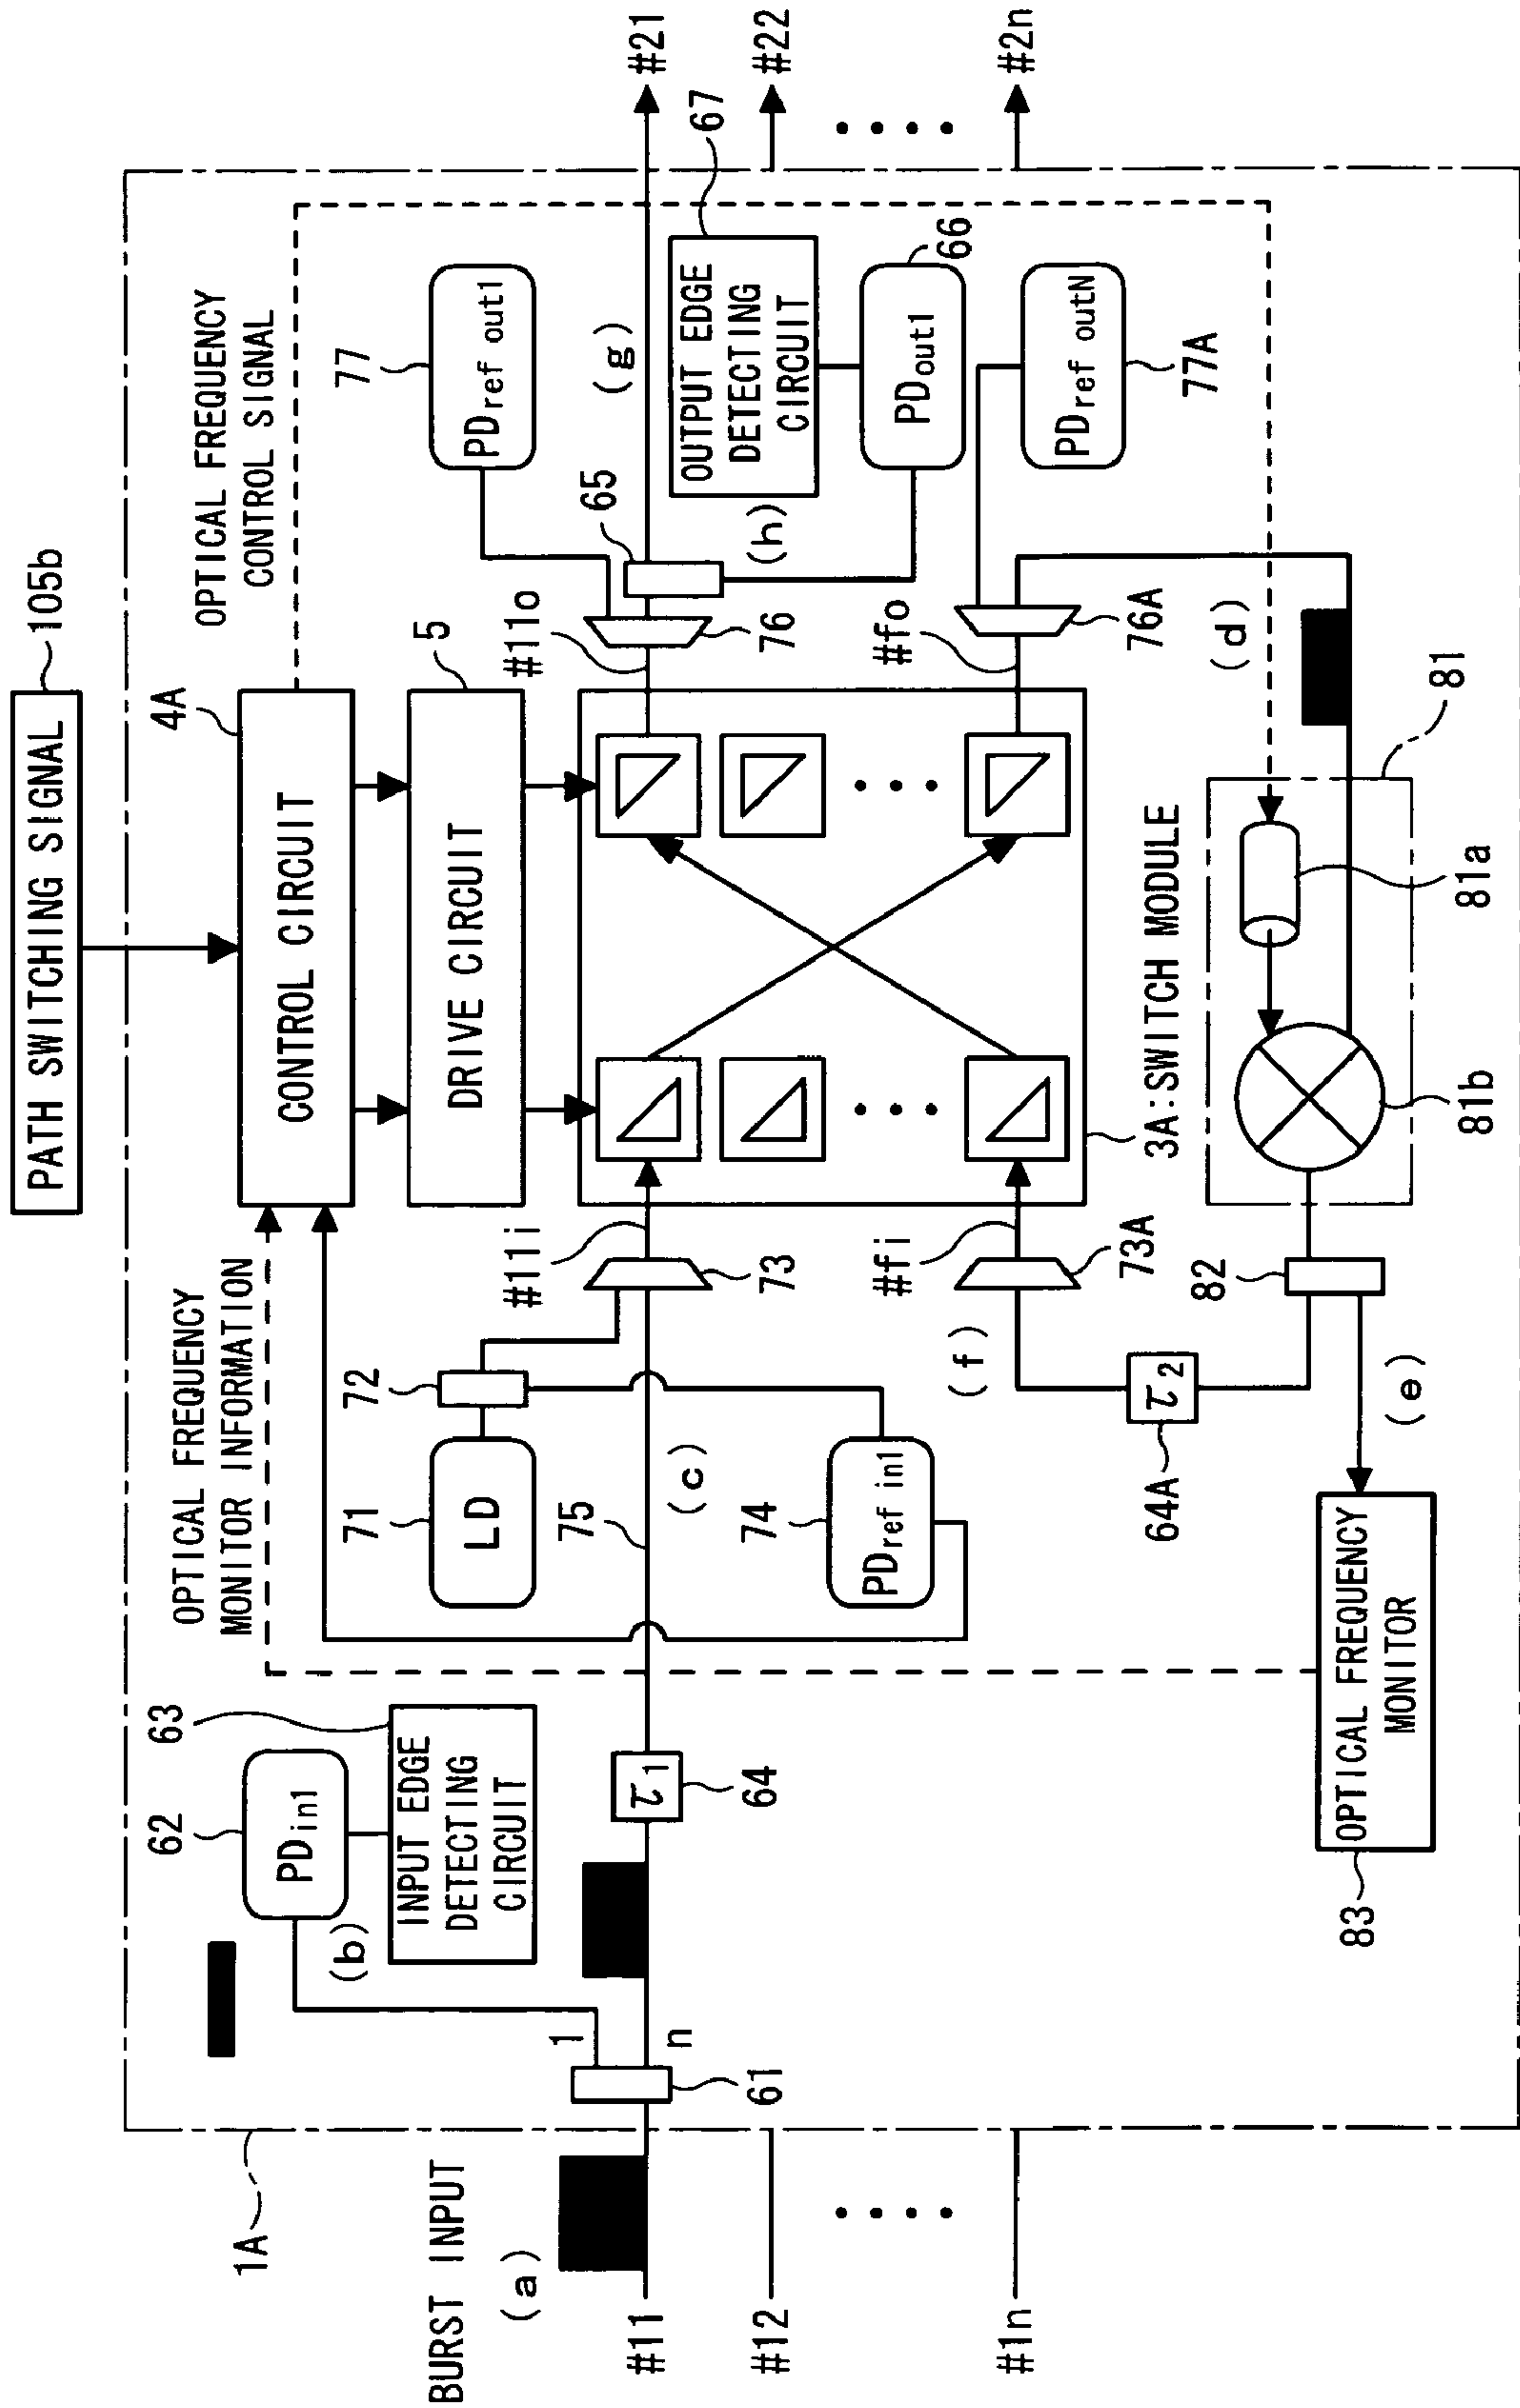 PATH SWITCHING SIGNAL
105b
1A
BURST INPUT
(a)
#11
#12
#1n
61
1
n
(b)
62
PDin1
63
INPUT EDGE
DETECTING
CIRCUIT
τ1
64
OPTICAL FREQUENCY
MONITOR INFORMATION
71
LD
72
75
(c)
74
PDref in1
73
#11i
4A
CONTROL CIRCUIT
5
DRIVE CIRCUIT
OPTICAL FREQUENCY
CONTROL SIGNAL
#11o
76
65
77
PDref out1
(g)
(h)
OUTPUT EDGE
DETECTING
CIRCUIT
67
PDout1
66
PDref outN
77A
#21
#22
#2n
#fi
73A
(f)
τ2
64A
#fo
76A
(d)
3A:SWITCH MODULE
81
81a
81b
82
(e)
OPTICAL FREQUENCY
MONITOR
83